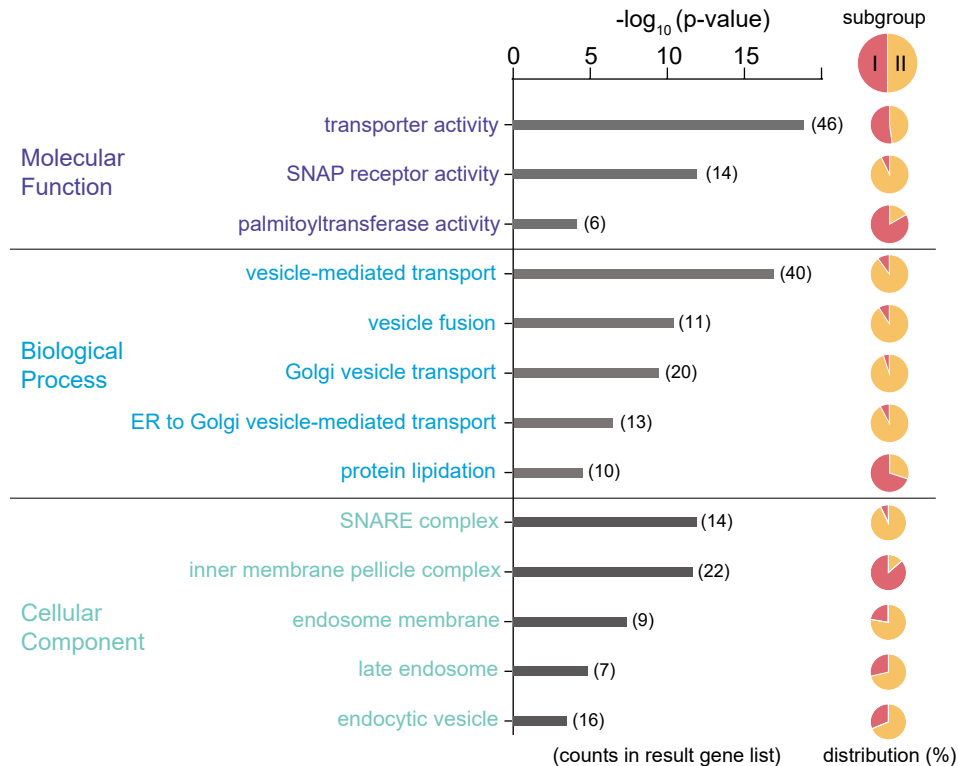 -log10 (p-value)
subgroup
0 5 10 15
I II
Molecular
Function
transporter activity (46)
SNAP receptor activity (14)
palmitoyltransferase activity (6)
Biological
Process
vesicle-mediated transport (40)
vesicle fusion (11)
Golgi vesicle transport (20)
ER to Golgi vesicle-mediated transport (13)
protein lipidation (10)
Cellular
Component
SNARE complex (14)
inner membrane pellicle complex (22)
endosome membrane (9)
late endosome (7)
endocytic vesicle (16)
(counts in result gene list)
distribution (%)